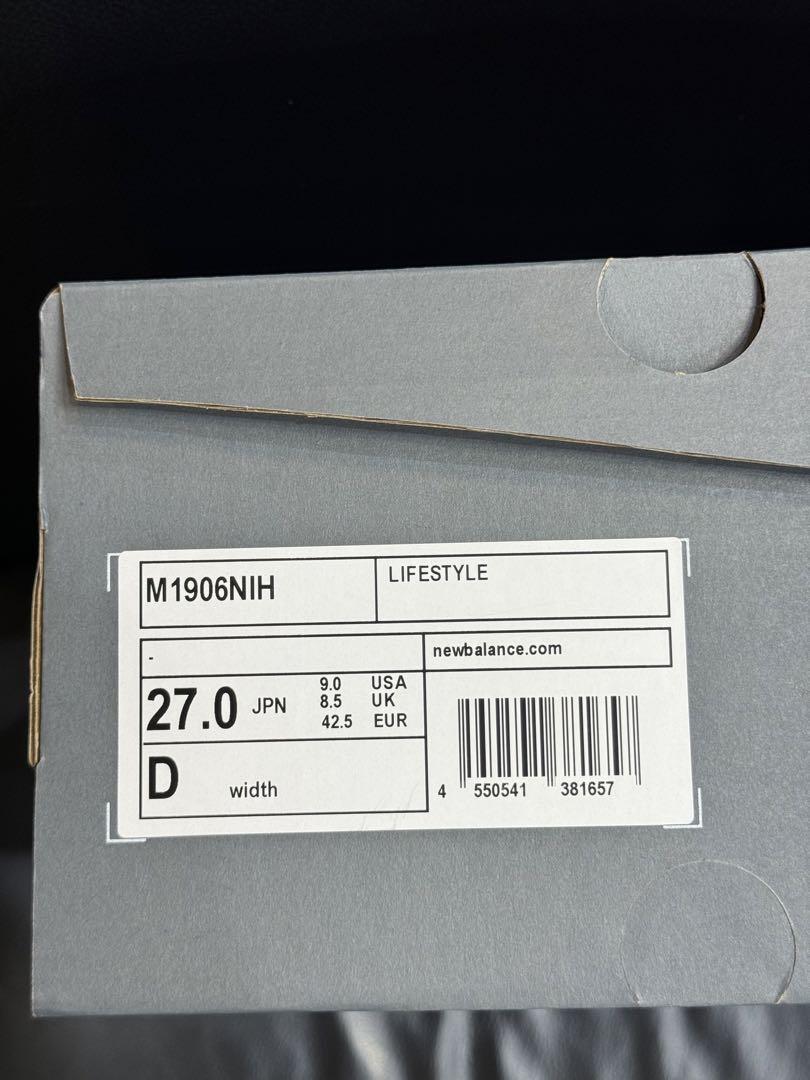 M1906NIH
LIFESTYLE
-
newbalance.com
27.0 JPN
9.0 USA
8.5 UK
42.5 EUR
D width
4 550541 381657